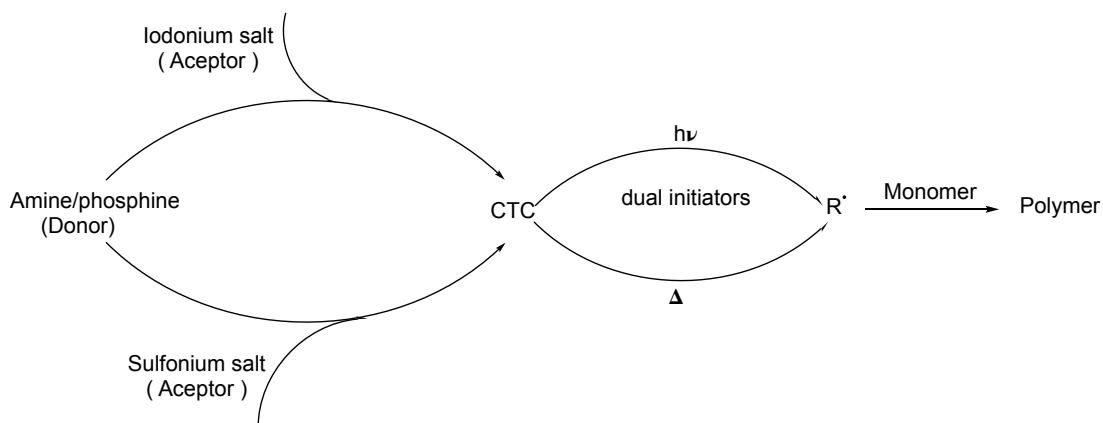 Iodonium salt
( Aceptor )
Amine/phosphine
(Donor)
Sulfonium salt
( Aceptor )
CTC
hν
dual initiators
Δ
R•
Monomer
Polymer